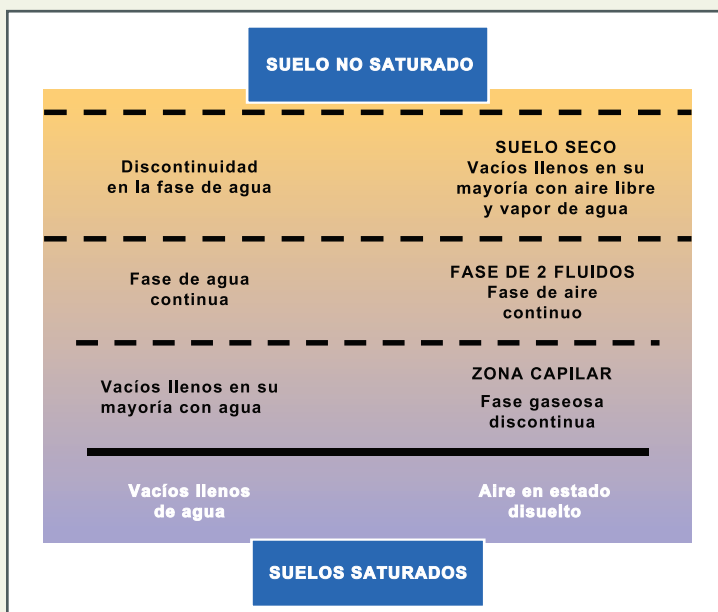 SUELO NO SATURADO
Discontinuidad
en la fase de agua
SUELO SECO
Vacíos llenos en su
mayoría con aire libre
y vapor de agua
Fase de agua
continua
FASE DE 2 FLUIDOS
Fase de aire
continuo
Vacíos llenos en su
mayoría con agua
ZONA CAPILAR
Fase gaseosa
discontinua
Vacíos llenos
de agua
Aire en estado
disuelto
SUELOS SATURADOS